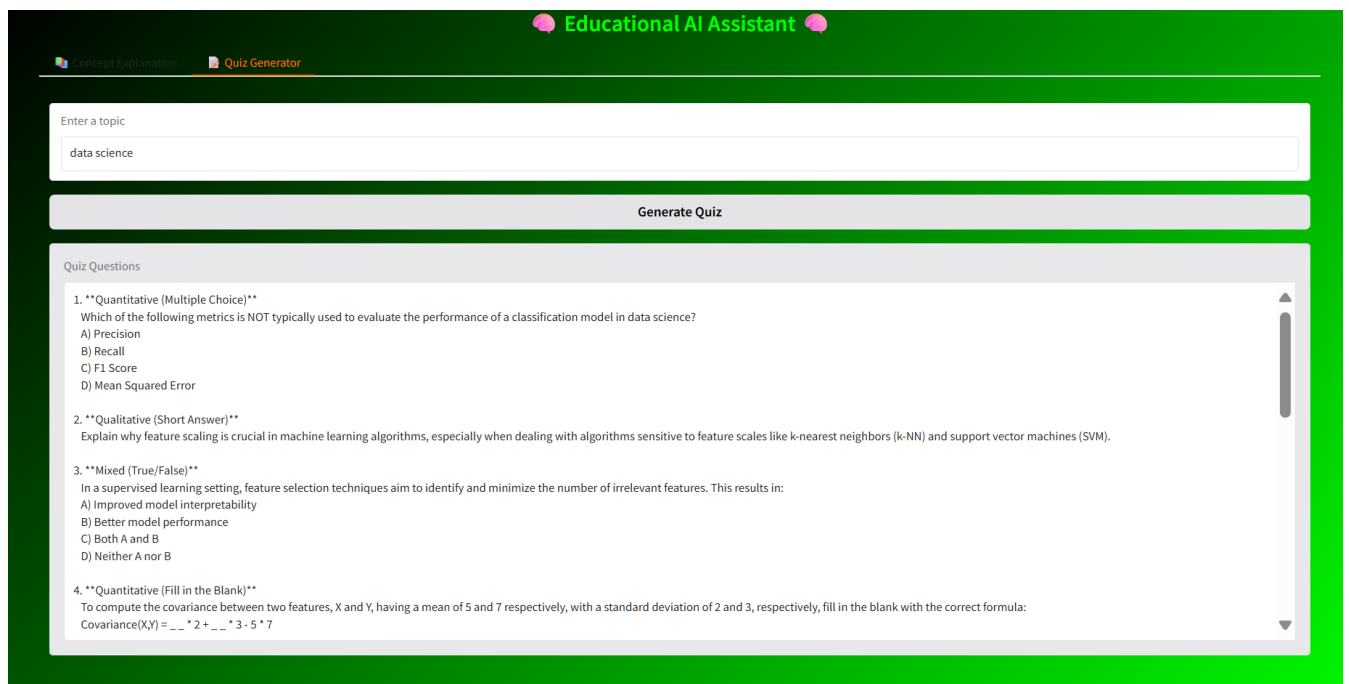 🧠 Educational AI Assistant 🧠
📚 Concept Explanation 📝 Quiz Generator
Enter a topic
data science
Generate Quiz
Quiz Questions
1. **Quantitative (Multiple Choice)**
Which of the following metrics is NOT typically used to evaluate the performance of a classification model in data science?
A) Precision
B) Recall
C) F1 Score
D) Mean Squared Error
2. **Qualitative (Short Answer)**
Explain why feature scaling is crucial in machine learning algorithms, especially when dealing with algorithms sensitive to feature scales like k-nearest neighbors (k-NN) and support vector machines (SVM).
3. **Mixed (True/False)**
In a supervised learning setting, feature selection techniques aim to identify and minimize the number of irrelevant features. This results in:
A) Improved model interpretability
B) Better model performance
C) Both A and B
D) Neither A nor B
4. **Quantitative (Fill in the Blank)**
To compute the covariance between two features, X and Y, having a mean of 5 and 7 respectively, with a standard deviation of 2 and 3, respectively, fill in the blank with the correct formula:
Covariance(X,Y) = _ _ * 2 + _ _ * 3 - 5 * 7